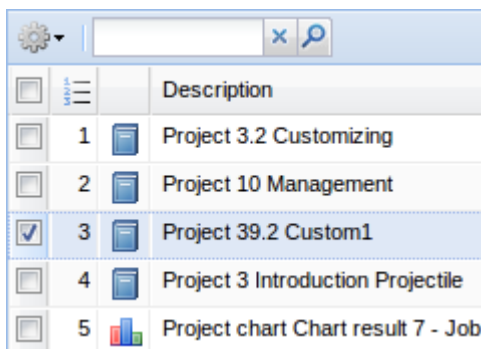 Description
1 Project 3.2 Customizing
2 Project 10 Management
3 Project 39.2 Custom1
4 Project 3 Introduction Projectile
5 Project chart Chart result 7 - Job